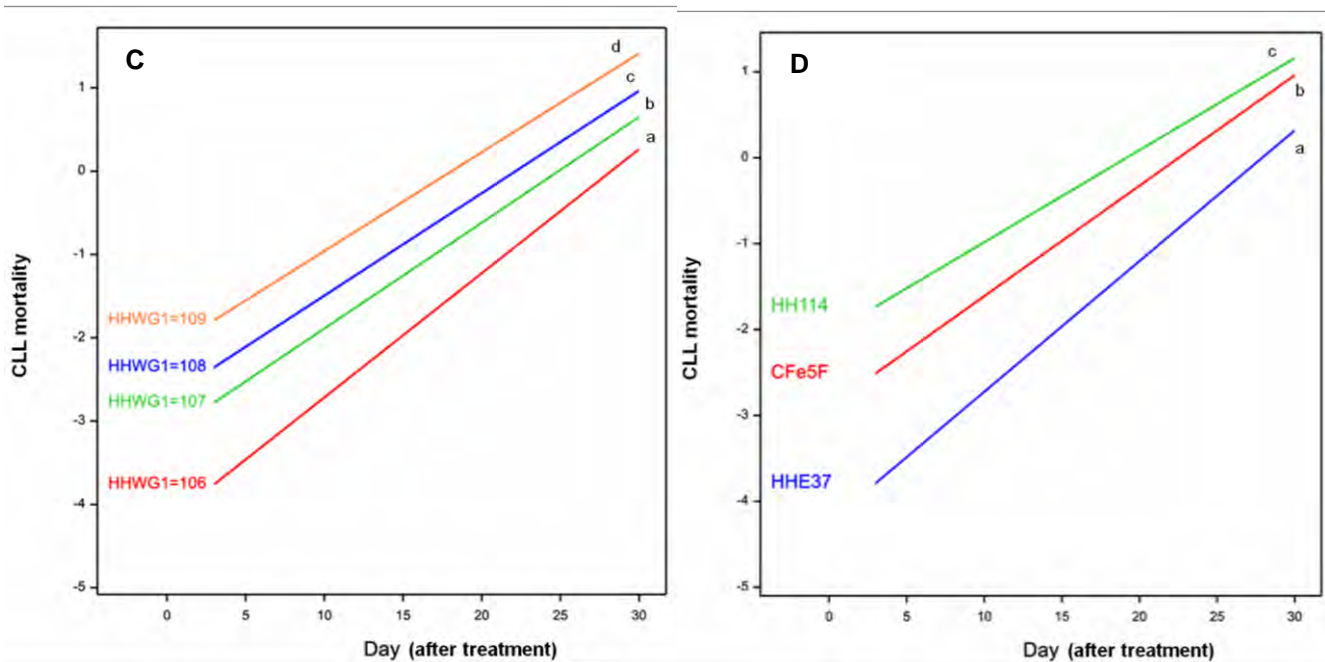 C
d
c
b
a
1
0
-1
-2
-3
-4
-5
CLL mortality
HHWG1=109
HHWG1=108
HHWG1=107
HHWG1=106
0 5 10 15 20 25 30
Day (after treatment)
D
c
b
a
1
0
-1
-2
-3
-4
-5
CLL mortality
HH114
CFe5F
HHE37
0 5 10 15 20 25 30
Day (after treatment)